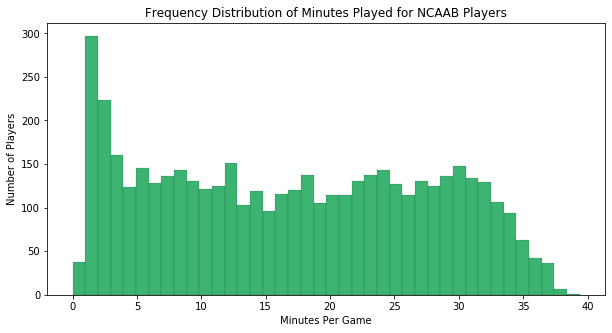 Frequency Distribution of Minutes Played for NCAAB Players
300
250
200
150
100
50
0
Number of Players
0 5 10 15 20 25 30 35 40
Minutes Per Game